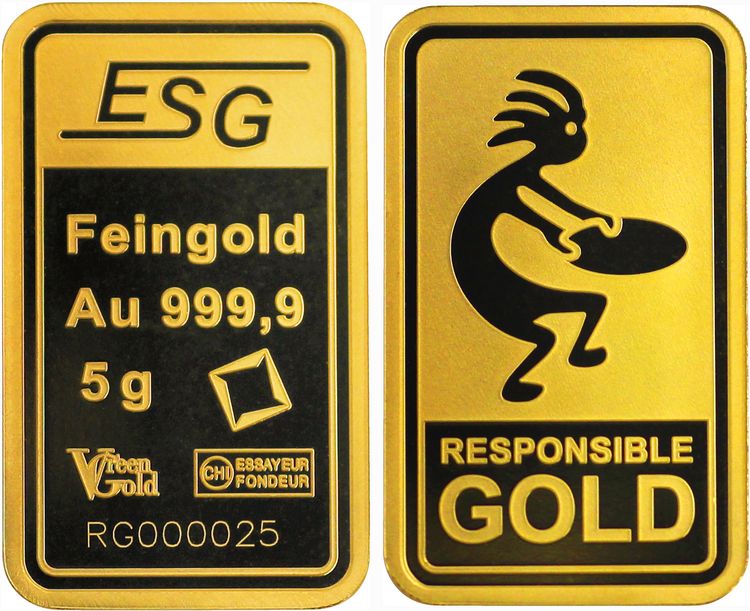 ESG
Feingold
Au 999,9
5 g
Green Gold
CHI ESSAYEUR
FONDEUR
RG000025
RESPONSIBLE
GOLD